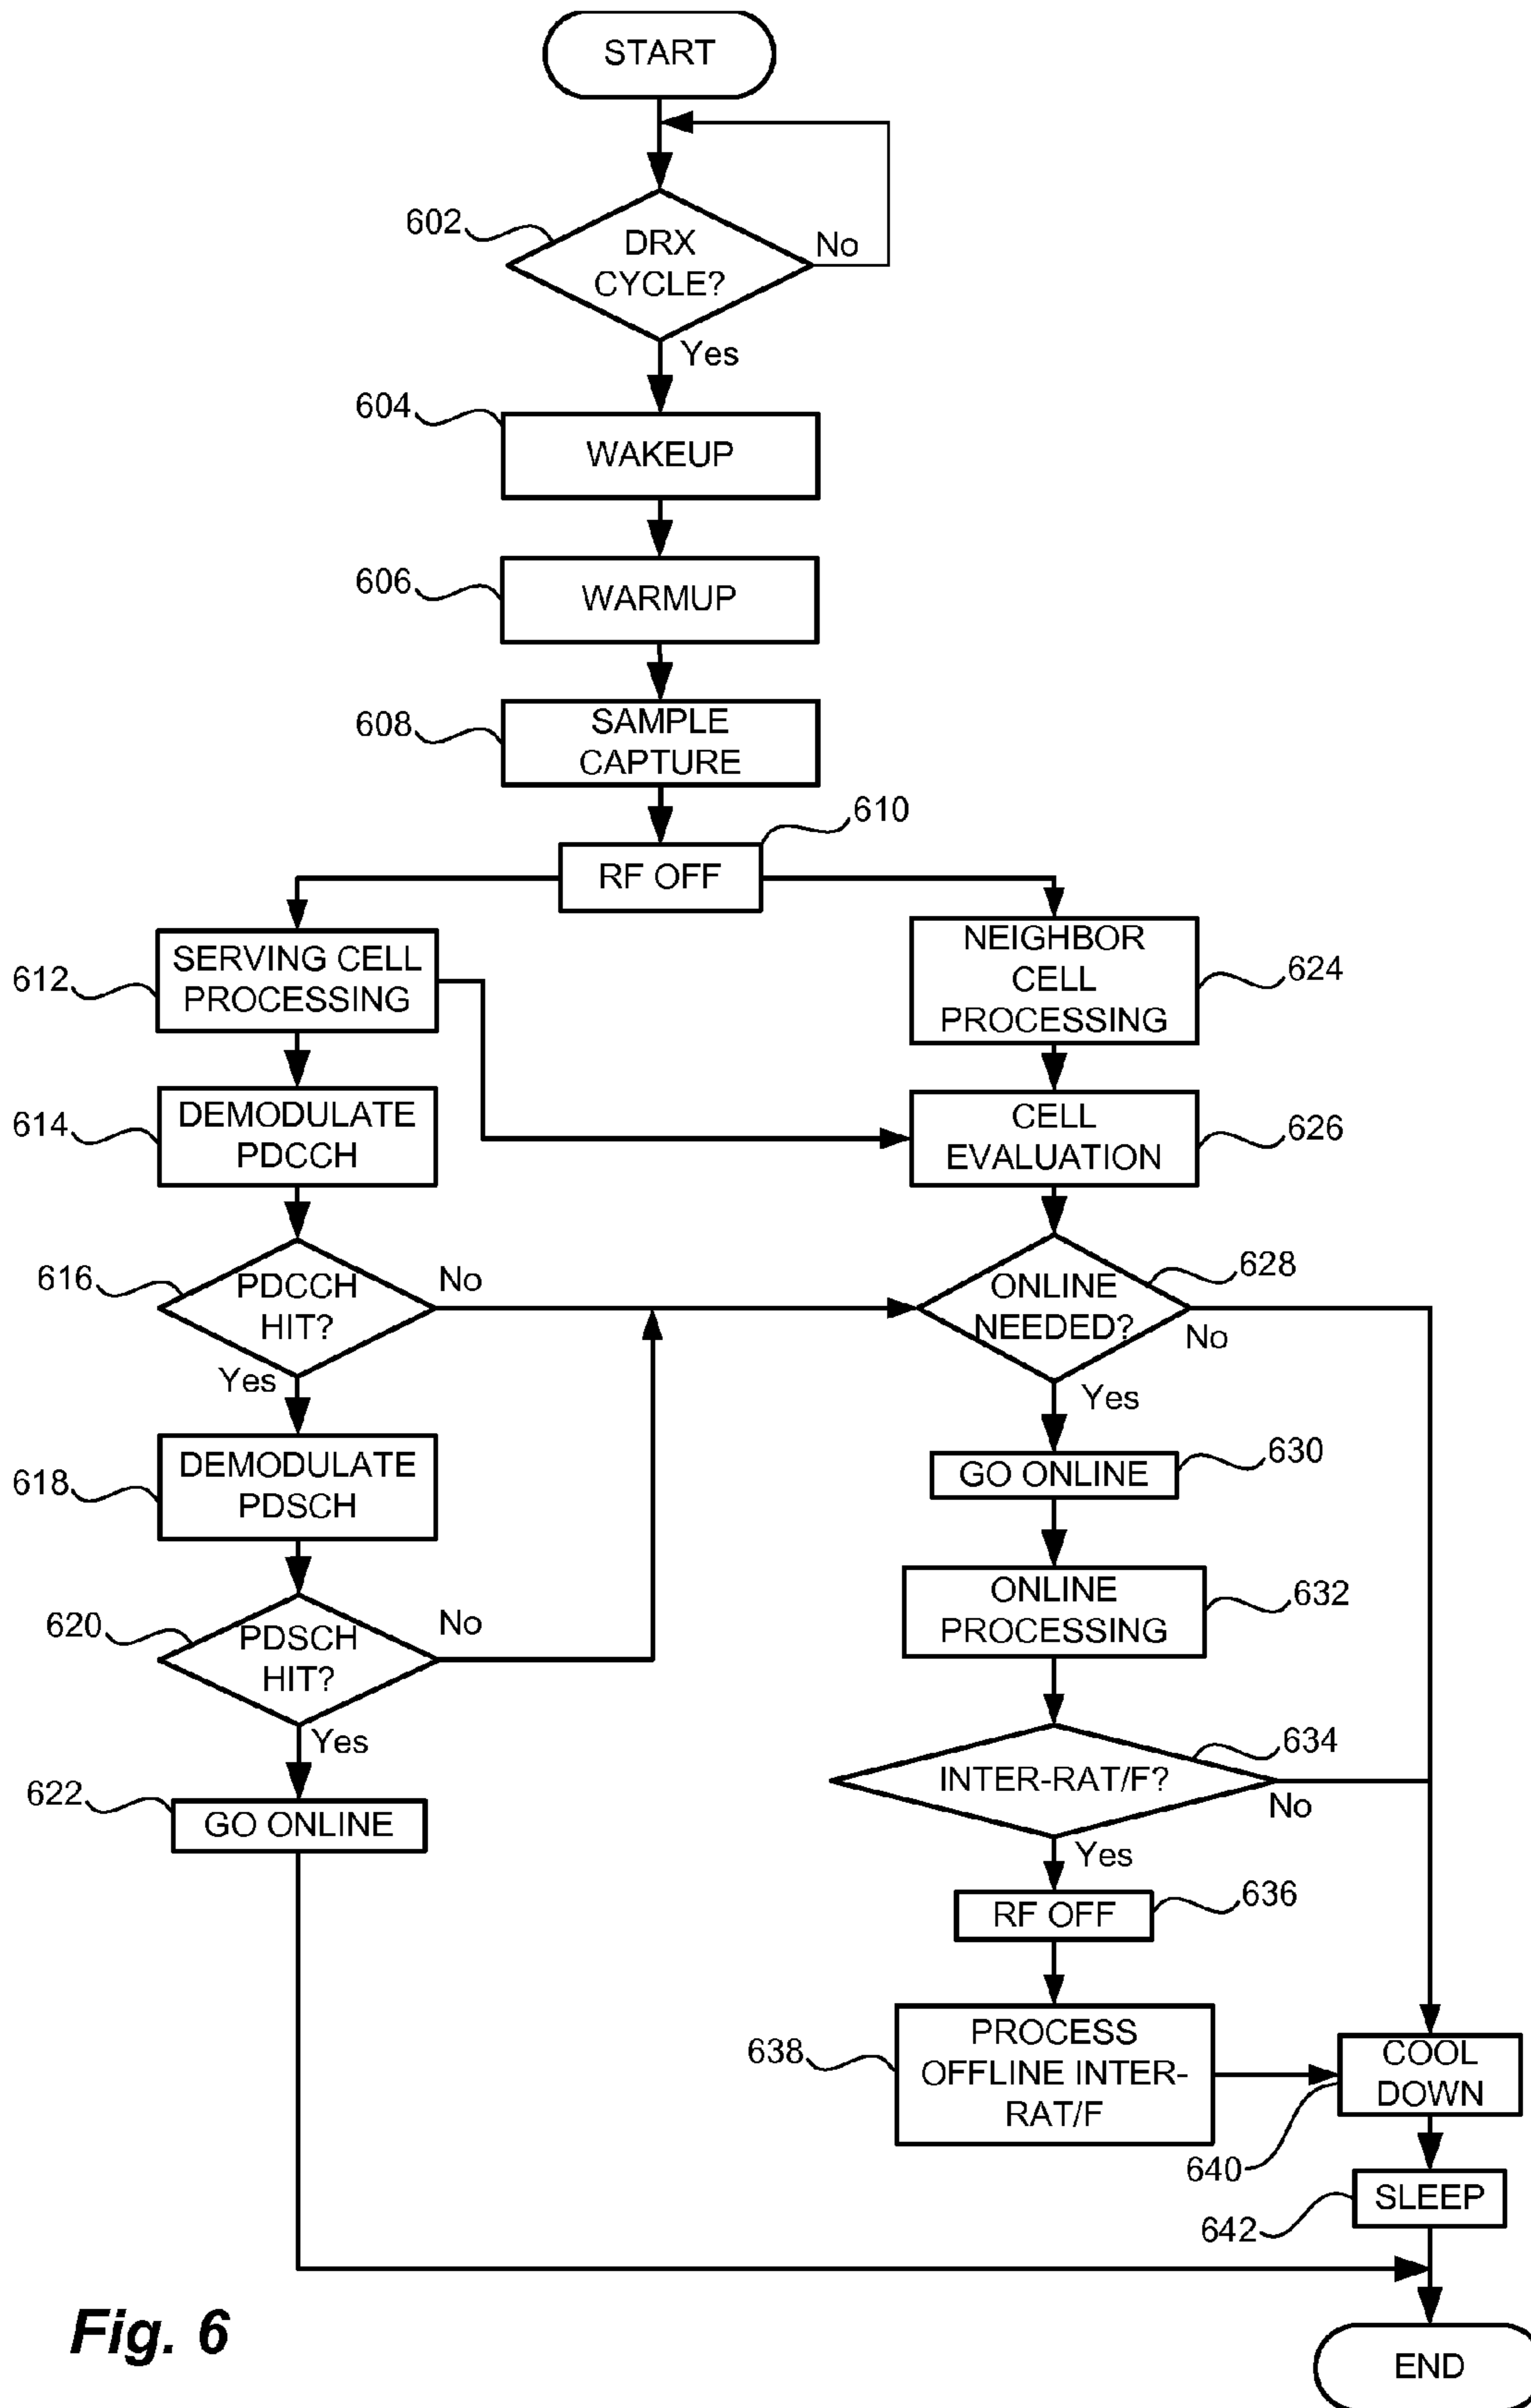 START
602
DRX
CYCLE?
No
Yes
604
WAKEUP
606
WARMUP
608
SAMPLE
CAPTURE
610
RF OFF
612
SERVING CELL
PROCESSING
NEIGHBOR
CELL
PROCESSING
624
614
DEMODULATE
PDCCH
CELL
EVALUATION
626
616
PDCCH
HIT?
No
Yes
ONLINE
NEEDED?
628
No
Yes
618
DEMODULATE
PDSCH
GO ONLINE
630
620
PDSCH
HIT?
No
Yes
ONLINE
PROCESSING
632
622
GO ONLINE
INTER-RAT/F?
634
No
Yes
RF OFF
636
638
PROCESS
OFFLINE INTER-
RAT/F
COOL
DOWN
640
SLEEP
642
END
Fig. 6